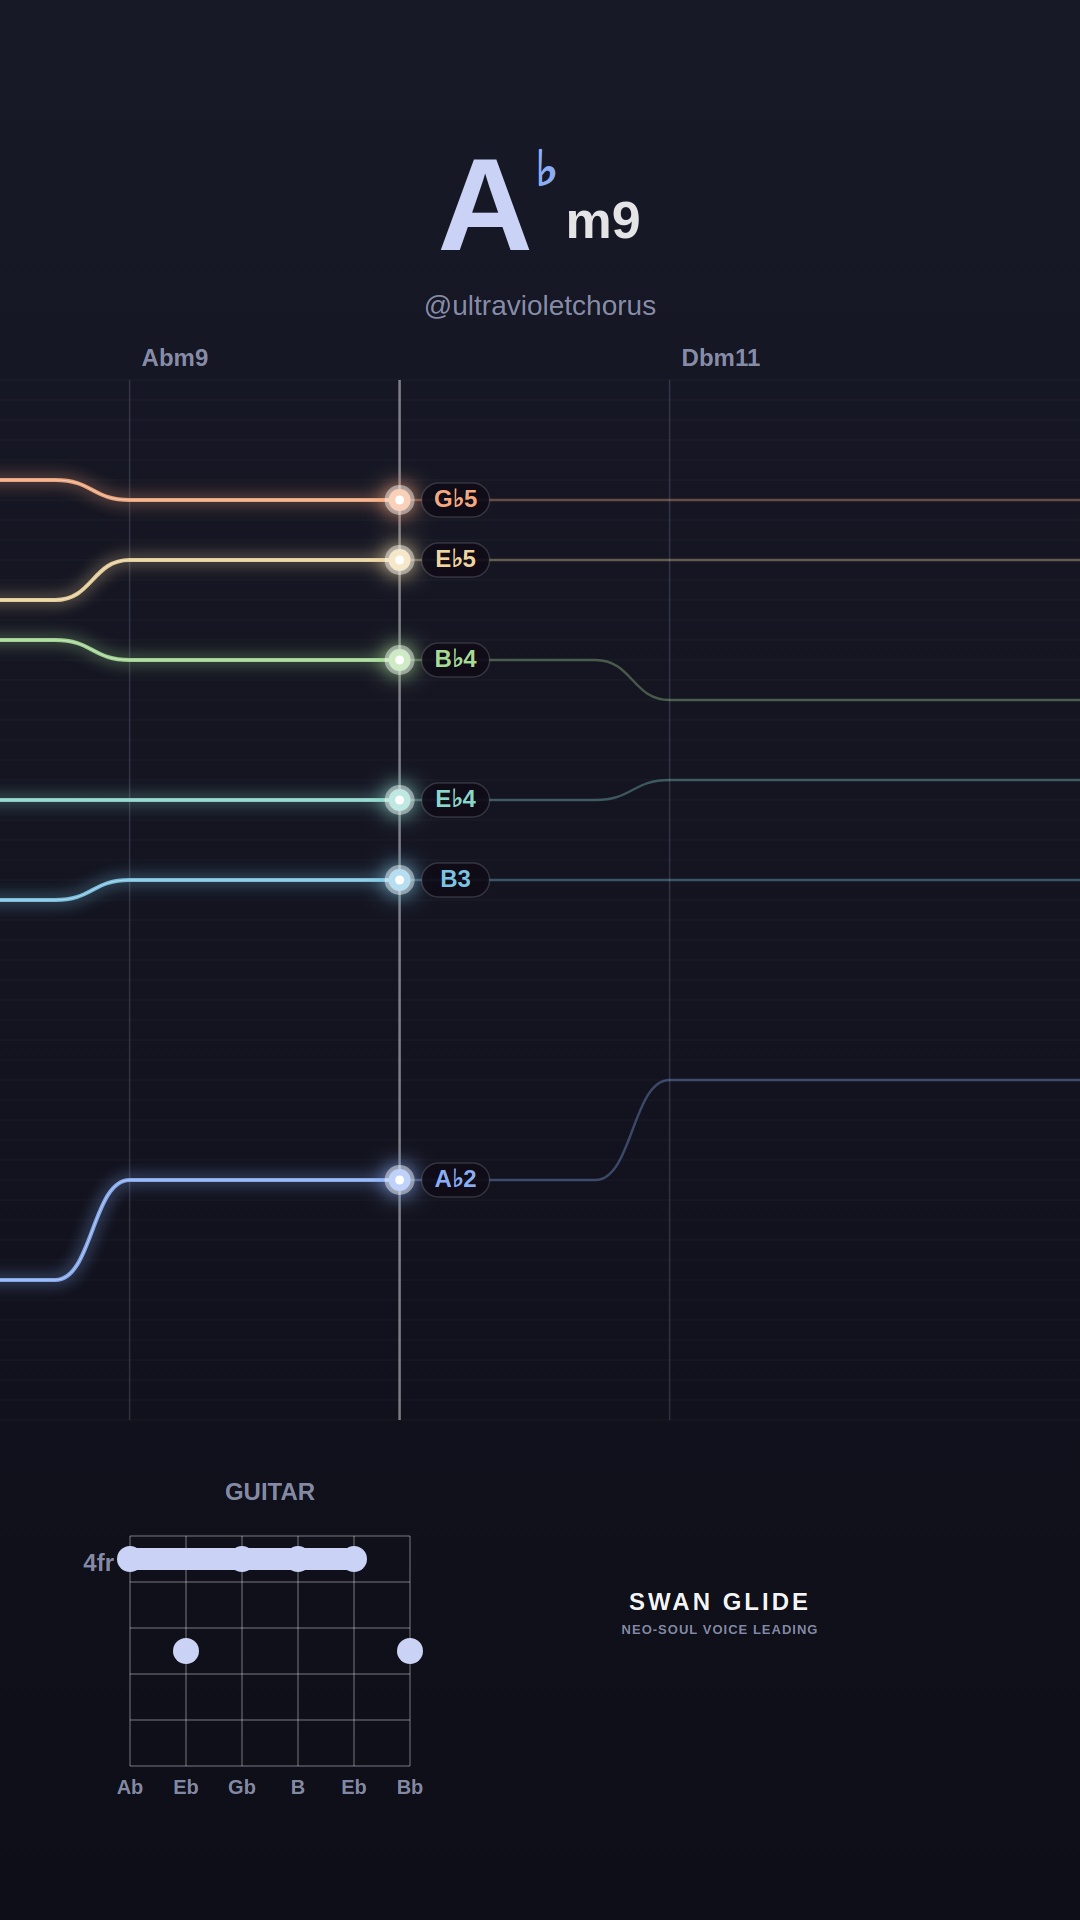 A♭m9
@ultravioletchorus
Abm9 Dbm11
G♭5
E♭5
B♭4
E♭4
B3
A♭2
GUITAR
4fr
SWAN GLIDE
NEO-SOUL VOICE LEADING
Ab Eb Gb B Eb Bb